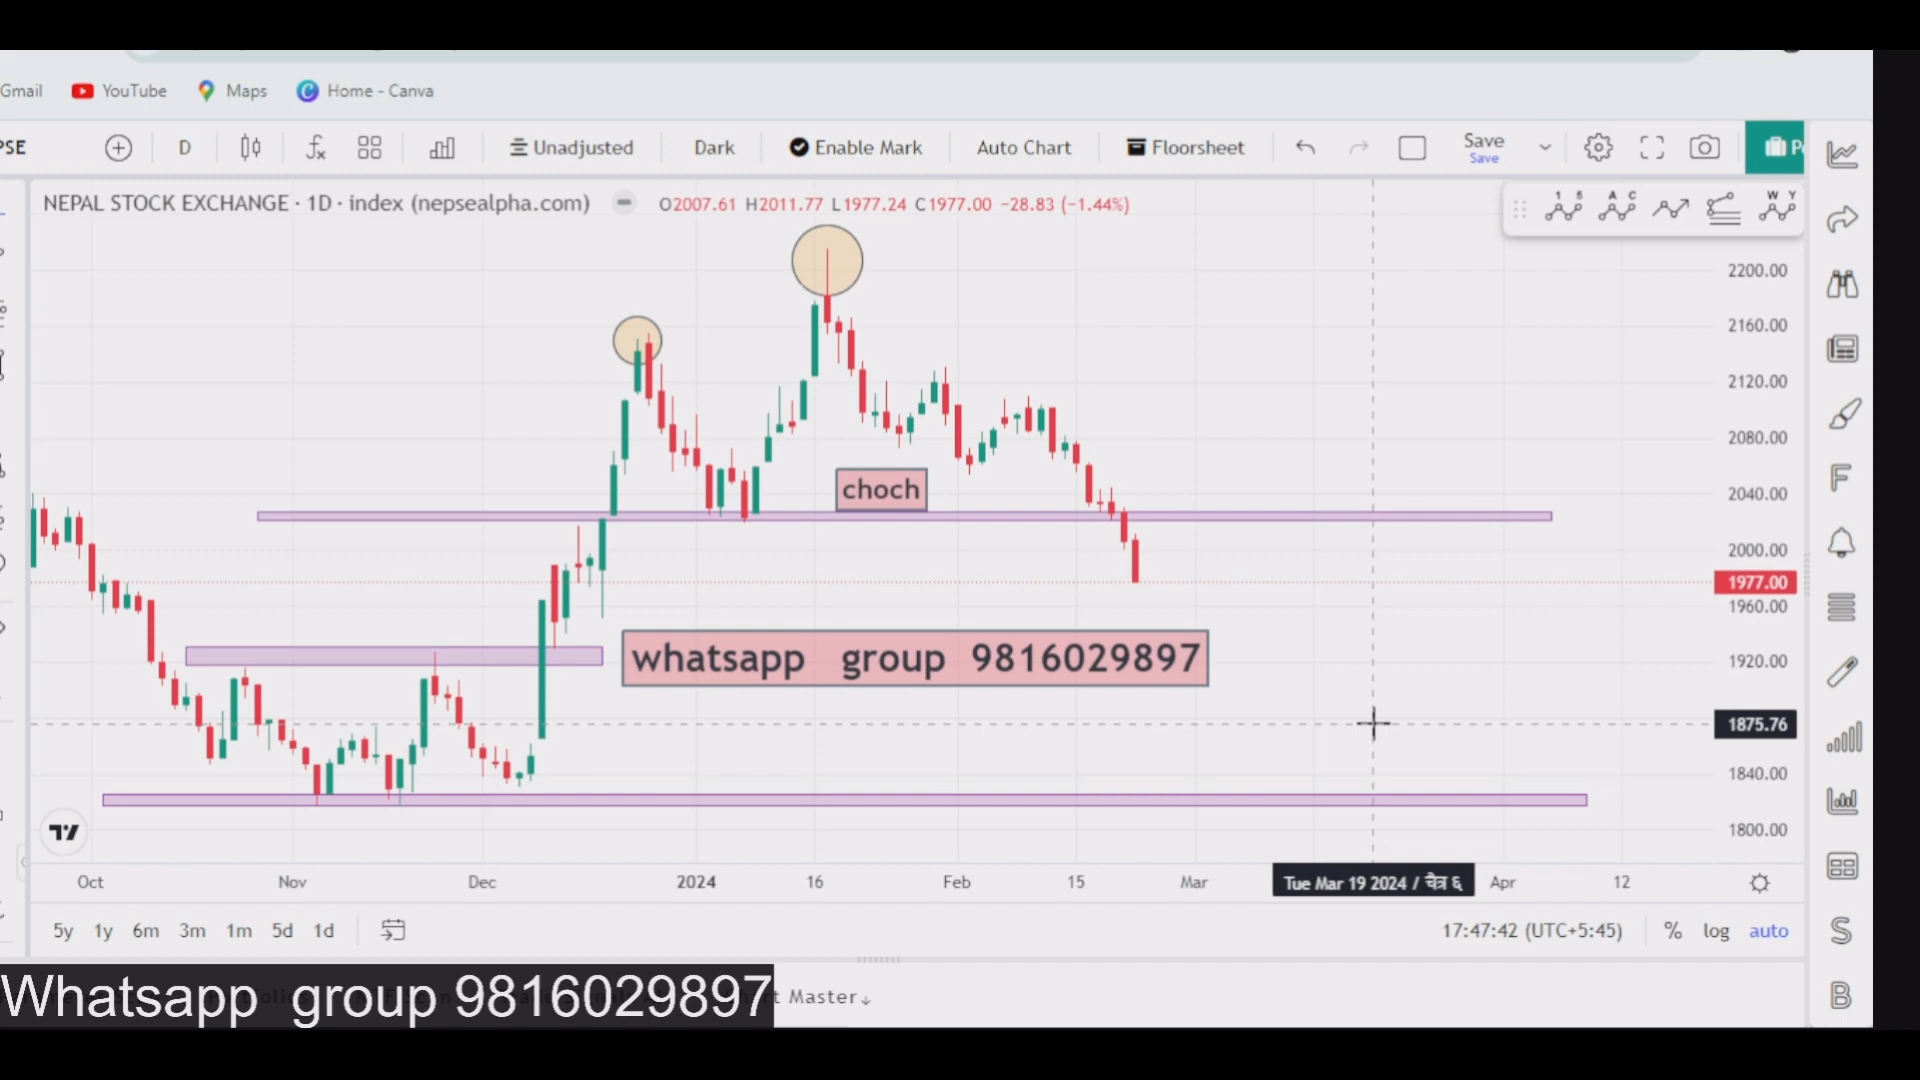 Gmail YouTube Maps Home - Canva
PSE D Unadjusted Dark Enable Mark Auto Chart Floorsheet Save
Save
NEPAL STOCK EXCHANGE · 1D · index (nepsealpha.com) O2007.61 H2011.77 L1977.24 C1977.00 −28.83 (−1.44%)
1 5 A C W Y
2200.00
2160.00
2120.00
2080.00
choch
2040.00
2000.00
1977.00
1960.00
whatsapp group 9816029897
1920.00
1875.76
1840.00
1800.00
Oct Nov Dec 2024 16 Feb 15 Mar Tue Mar 19 2024 / चैत्र ६ Apr 12
5y 1y 6m 3m 1m 5d 1d 17:47:42 (UTC+5:45) % log auto
Whatsapp group 9816029897 Master
F
S
B